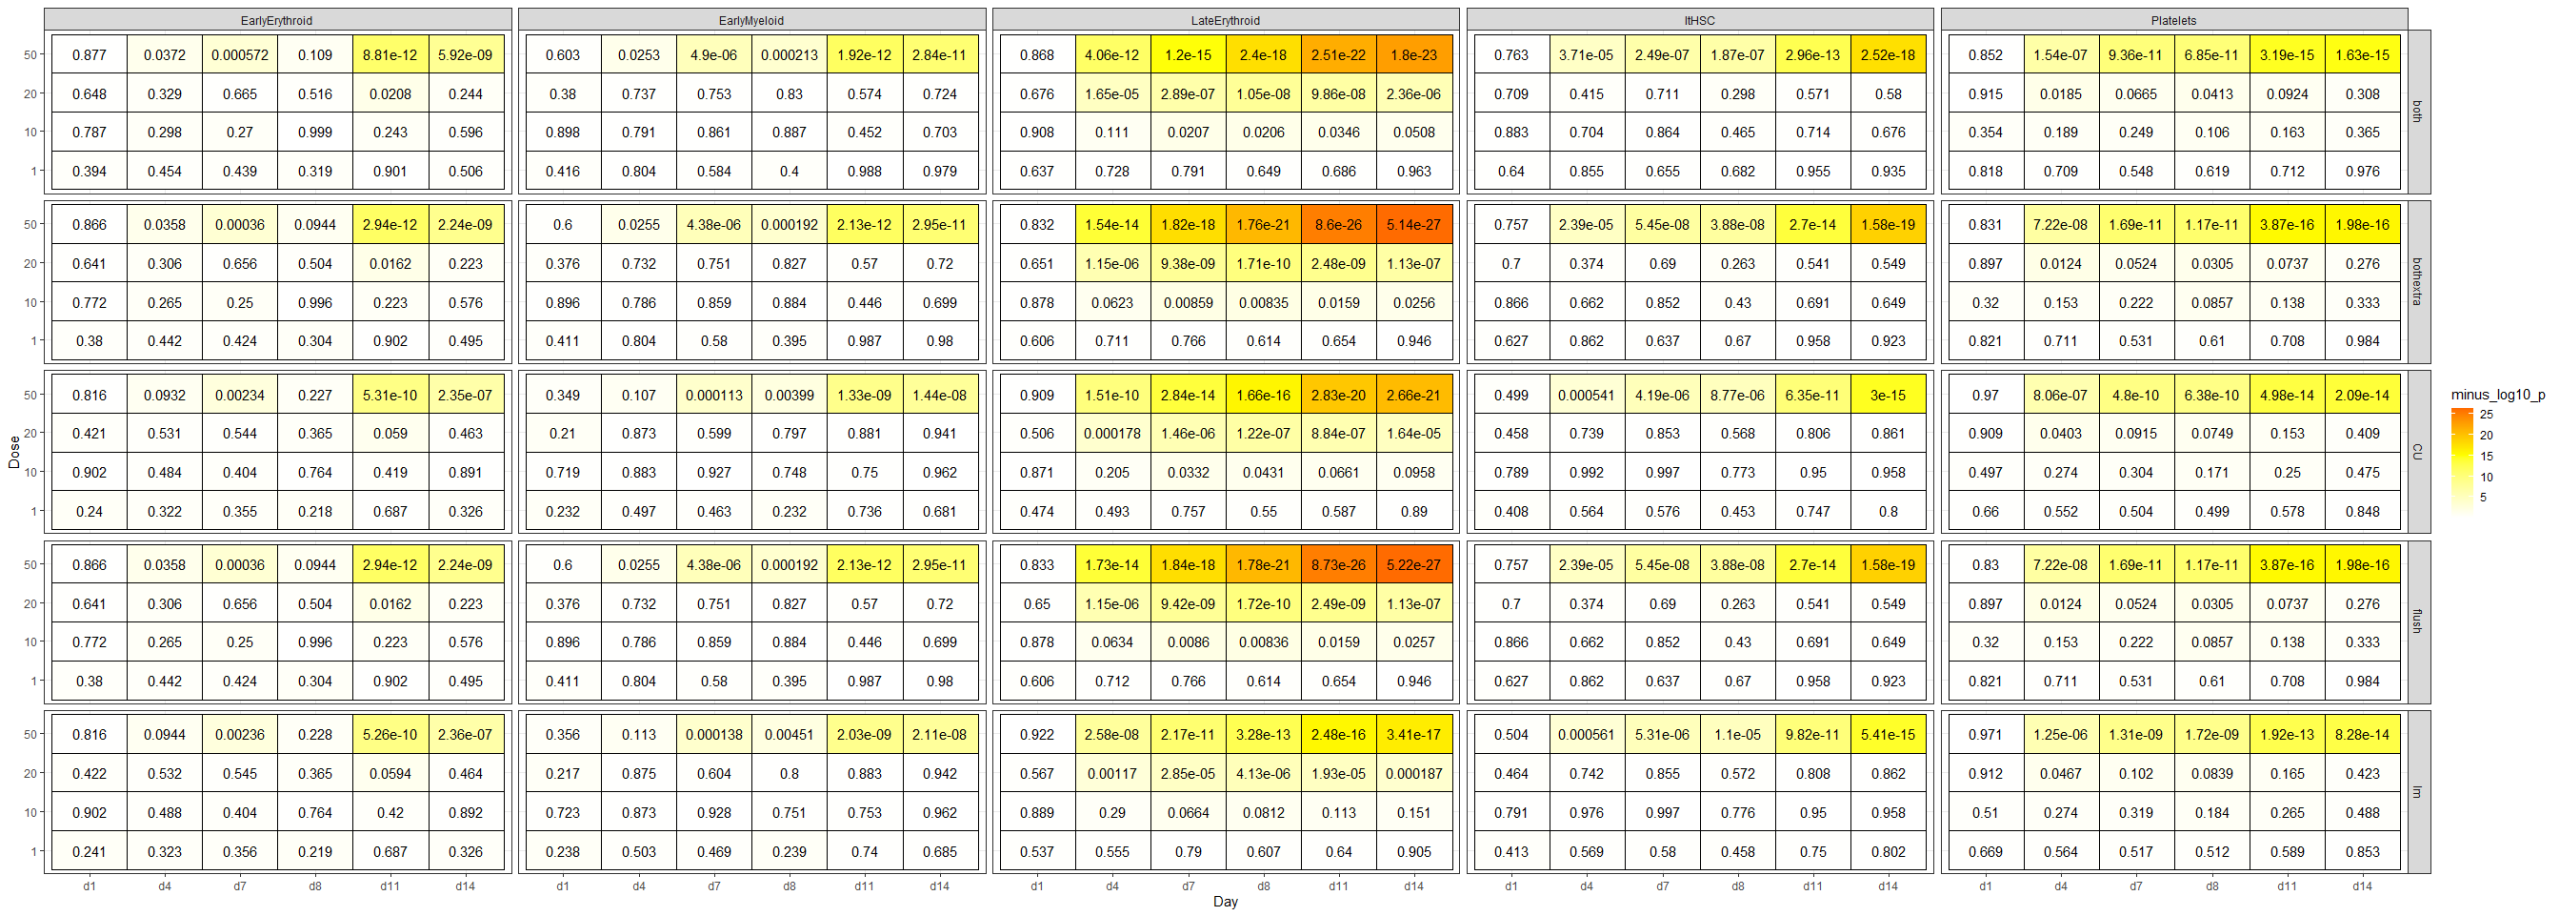 EarlyErythroid EarlyMyeloid LateErythroid ltHSC Platelets
50 0.877 0.0372 0.000572 0.109 8.81e-12 5.92e-09 0.603 0.0253 4.9e-06 0.000213 1.92e-12 2.84e-11 0.868 4.06e-12 1.2e-15 2.4e-18 2.51e-22 1.8e-23 0.763 3.71e-05 2.49e-07 1.87e-07 2.96e-13 2.52e-18 0.852 1.54e-07 9.36e-11 6.85e-11 3.19e-15 1.63e-15
20 0.648 0.329 0.665 0.516 0.0208 0.244 0.38 0.737 0.753 0.83 0.574 0.724 0.676 1.65e-05 2.89e-07 1.05e-08 9.86e-08 2.36e-06 0.709 0.415 0.711 0.298 0.571 0.58 0.915 0.0185 0.0665 0.0413 0.0924 0.308
both
10 0.787 0.298 0.27 0.999 0.243 0.596 0.898 0.791 0.861 0.887 0.452 0.703 0.908 0.111 0.0207 0.0206 0.0346 0.0508 0.883 0.704 0.864 0.465 0.714 0.676 0.354 0.189 0.249 0.106 0.163 0.365
1 0.394 0.454 0.439 0.319 0.901 0.506 0.416 0.804 0.584 0.4 0.988 0.979 0.637 0.728 0.791 0.649 0.686 0.963 0.64 0.855 0.655 0.682 0.955 0.935 0.818 0.709 0.548 0.619 0.712 0.976
50 0.866 0.0358 0.00036 0.0944 2.94e-12 2.24e-09 0.6 0.0255 4.38e-06 0.000192 2.13e-12 2.95e-11 0.832 1.54e-14 1.82e-18 1.76e-21 8.6e-26 5.14e-27 0.757 2.39e-05 5.45e-08 3.88e-08 2.7e-14 1.58e-19 0.831 7.22e-08 1.69e-11 1.17e-11 3.87e-16 1.98e-16
20 0.641 0.306 0.656 0.504 0.0162 0.223 0.376 0.732 0.751 0.827 0.57 0.72 0.651 1.15e-06 9.38e-09 1.71e-10 2.48e-09 1.13e-07 0.7 0.374 0.69 0.263 0.541 0.549 0.897 0.0124 0.0524 0.0305 0.0737 0.276
bothextra
10 0.772 0.265 0.25 0.996 0.223 0.576 0.896 0.786 0.859 0.884 0.446 0.699 0.878 0.0623 0.00859 0.00835 0.0159 0.0256 0.866 0.662 0.852 0.43 0.691 0.649 0.32 0.153 0.222 0.0857 0.138 0.333
1 0.38 0.442 0.424 0.304 0.902 0.495 0.411 0.804 0.58 0.395 0.987 0.98 0.606 0.711 0.766 0.614 0.654 0.946 0.627 0.862 0.637 0.67 0.958 0.923 0.821 0.711 0.531 0.61 0.708 0.984
50 0.816 0.0932 0.00234 0.227 5.31e-10 2.35e-07 0.349 0.107 0.000113 0.00399 1.33e-09 1.44e-08 0.909 1.51e-10 2.84e-14 1.66e-16 2.83e-20 2.66e-21 0.499 0.000541 4.19e-06 8.77e-06 6.35e-11 3e-15 0.97 8.06e-07 4.8e-10 6.38e-10 4.98e-14 2.09e-14
20 0.421 0.531 0.544 0.365 0.059 0.463 0.21 0.873 0.599 0.797 0.881 0.941 0.506 0.000178 1.46e-06 1.22e-07 8.84e-07 1.64e-05 0.458 0.739 0.853 0.568 0.806 0.861 0.909 0.0403 0.0915 0.0749 0.153 0.409
CU
10 0.902 0.484 0.404 0.764 0.419 0.891 0.719 0.883 0.927 0.748 0.75 0.962 0.871 0.205 0.0332 0.0431 0.0661 0.0958 0.789 0.992 0.997 0.773 0.95 0.958 0.497 0.274 0.304 0.171 0.25 0.475
1 0.24 0.322 0.355 0.218 0.687 0.326 0.232 0.497 0.463 0.232 0.736 0.681 0.474 0.493 0.757 0.55 0.587 0.89 0.408 0.564 0.576 0.453 0.747 0.8 0.66 0.552 0.504 0.499 0.578 0.848
50 0.866 0.0358 0.00036 0.0944 2.94e-12 2.24e-09 0.6 0.0255 4.38e-06 0.000192 2.13e-12 2.95e-11 0.833 1.73e-14 1.84e-18 1.78e-21 8.73e-26 5.22e-27 0.757 2.39e-05 5.45e-08 3.88e-08 2.7e-14 1.58e-19 0.83 7.22e-08 1.69e-11 1.17e-11 3.87e-16 1.98e-16
20 0.641 0.306 0.656 0.504 0.0162 0.223 0.376 0.732 0.751 0.827 0.57 0.72 0.65 1.15e-06 9.42e-09 1.72e-10 2.49e-09 1.13e-07 0.7 0.374 0.69 0.263 0.541 0.549 0.897 0.0124 0.0524 0.0305 0.0737 0.276
flush
10 0.772 0.265 0.25 0.996 0.223 0.576 0.896 0.786 0.859 0.884 0.446 0.699 0.878 0.0634 0.0086 0.00836 0.0159 0.0257 0.866 0.662 0.852 0.43 0.691 0.649 0.32 0.153 0.222 0.0857 0.138 0.333
1 0.38 0.442 0.424 0.304 0.902 0.495 0.411 0.804 0.58 0.395 0.987 0.98 0.606 0.712 0.766 0.614 0.654 0.946 0.627 0.862 0.637 0.67 0.958 0.923 0.821 0.711 0.531 0.61 0.708 0.984
50 0.816 0.0944 0.00236 0.228 5.26e-10 2.36e-07 0.356 0.113 0.000138 0.00451 2.03e-09 2.11e-08 0.922 2.58e-08 2.17e-11 3.28e-13 2.48e-16 3.41e-17 0.504 0.000561 5.31e-06 1.1e-05 9.82e-11 5.41e-15 0.971 1.25e-06 1.31e-09 1.72e-09 1.92e-13 8.28e-14
20 0.422 0.532 0.545 0.365 0.0594 0.464 0.217 0.875 0.604 0.8 0.883 0.942 0.567 0.00117 2.85e-05 4.13e-06 1.93e-05 0.000187 0.464 0.742 0.855 0.572 0.808 0.862 0.912 0.0467 0.102 0.0839 0.165 0.423
lm
10 0.902 0.488 0.404 0.764 0.42 0.892 0.723 0.873 0.928 0.751 0.753 0.962 0.889 0.29 0.0664 0.0812 0.113 0.151 0.791 0.976 0.997 0.776 0.95 0.958 0.51 0.274 0.319 0.184 0.265 0.488
1 0.241 0.323 0.356 0.219 0.687 0.326 0.238 0.503 0.469 0.239 0.74 0.685 0.537 0.555 0.79 0.607 0.64 0.905 0.413 0.569 0.58 0.458 0.75 0.802 0.669 0.564 0.517 0.512 0.589 0.853
d1 d4 d7 d8 d11 d14 d1 d4 d7 d8 d11 d14 d1 d4 d7 d8 d11 d14 d1 d4 d7 d8 d11 d14 d1 d4 d7 d8 d11 d14
Day
Dose
minus_log10_p
25
20
15
10
5